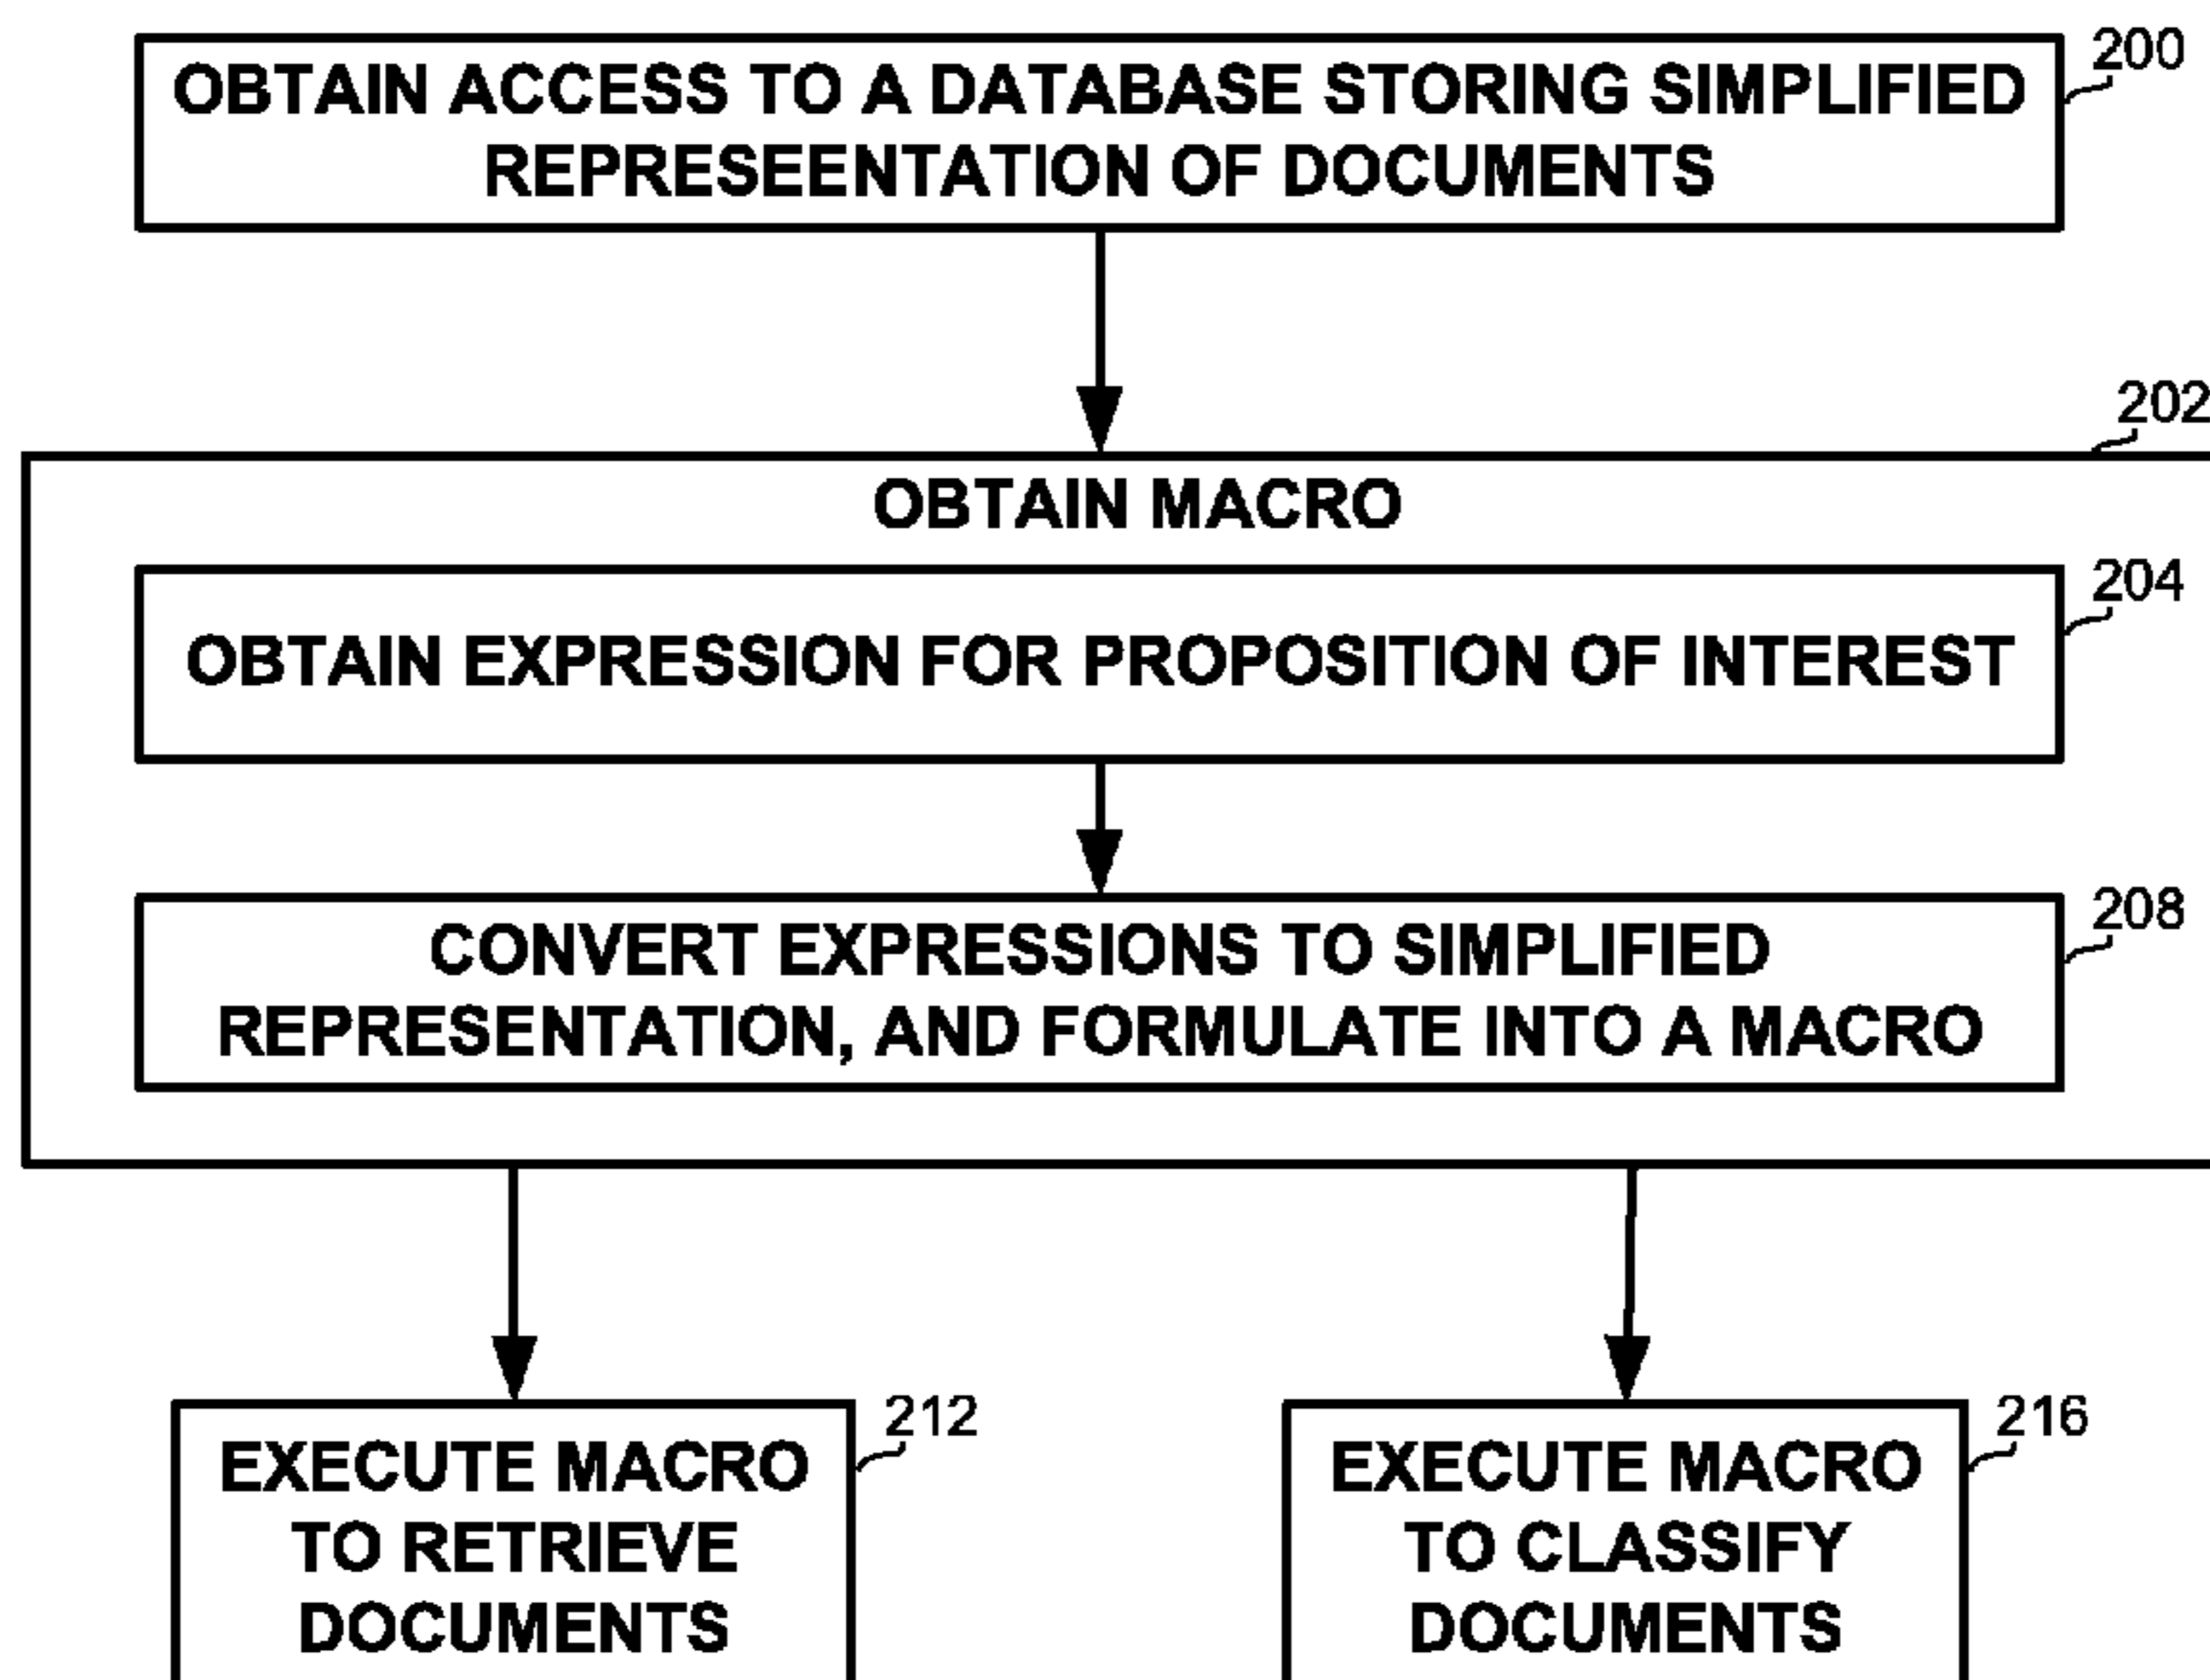 OBTAIN ACCESS TO A DATABASE STORING SIMPLIFIED
REPRESEENTATION OF DOCUMENTS
200
202
OBTAIN MACRO
204
OBTAIN EXPRESSION FOR PROPOSITION OF INTEREST
208
CONVERT EXPRESSIONS TO SIMPLIFIED
REPRESENTATION, AND FORMULATE INTO A MACRO
212
EXECUTE MACRO
TO RETRIEVE
DOCUMENTS
216
EXECUTE MACRO
TO CLASSIFY
DOCUMENTS